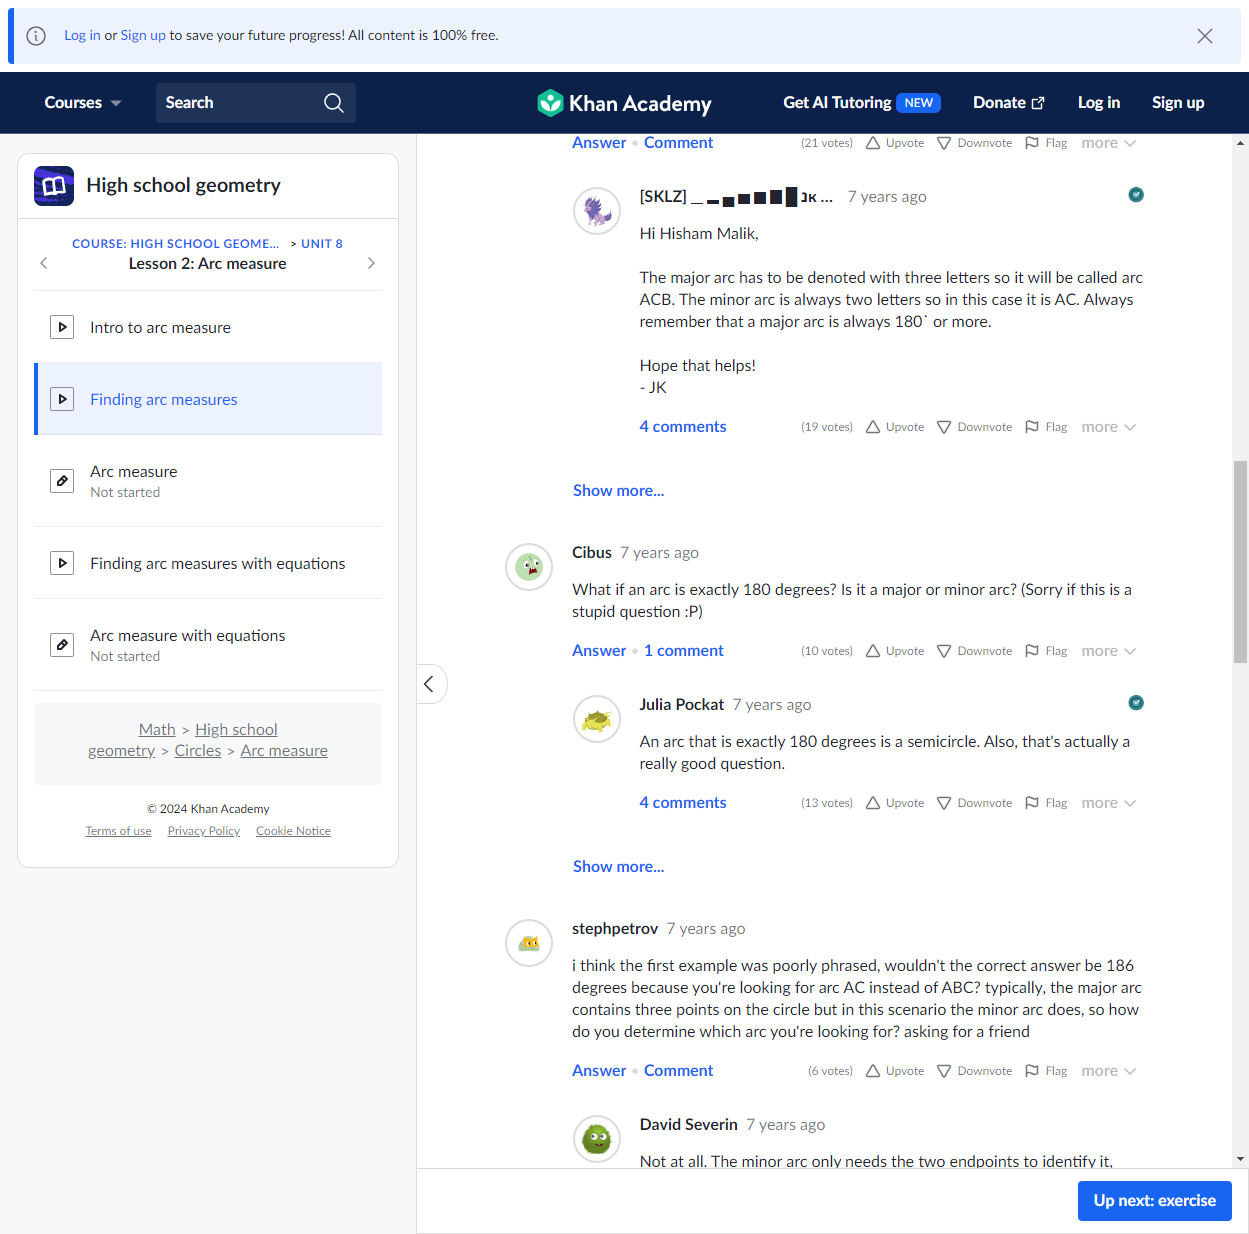 Log in or Sign up to save your future progress! All content is 100% free.
Courses
Search
Khan Academy
Get AI Tutoring NEW
Donate
Log in
Sign up
High school geometry
COURSE: HIGH SCHOOL GEOME... > UNIT 8
Lesson 2: Arc measure
Intro to arc measure
Finding arc measures
Arc measure
Not started
Finding arc measures with equations
Arc measure with equations
Not started
Math > High school
geometry > Circles > Arc measure
© 2024 Khan Academy
Terms of use Privacy Policy Cookie Notice
Answer • Comment (21 votes) Upvote Downvote Flag more
[SKLZ] ... 7 years ago
Hi Hisham Malik,
The major arc has to be denoted with three letters so it will be called arc
ACB. The minor arc is always two letters so in this case it is AC. Always
remember that a major arc is always 180˙ or more.
Hope that helps!
- JK
4 comments (19 votes) Upvote Downvote Flag more
Show more...
Cibus 7 years ago
What if an arc is exactly 180 degrees? Is it a major or minor arc? (Sorry if this is a
stupid question :P)
Answer • 1 comment (10 votes) Upvote Downvote Flag more
Julia Pockat 7 years ago
An arc that is exactly 180 degrees is a semicircle. Also, that's actually a
really good question.
4 comments (13 votes) Upvote Downvote Flag more
Show more...
stephpetrov 7 years ago
i think the first example was poorly phrased, wouldn't the correct answer be 186
degrees because you're looking for arc AC instead of ABC? typically, the major arc
contains three points on the circle but in this scenario the minor arc does, so how
do you determine which arc you're looking for? asking for a friend
Answer • Comment (6 votes) Upvote Downvote Flag more
David Severin 7 years ago
Not at all. The minor arc only needs the two endpoints to identify it,
Up next: exercise